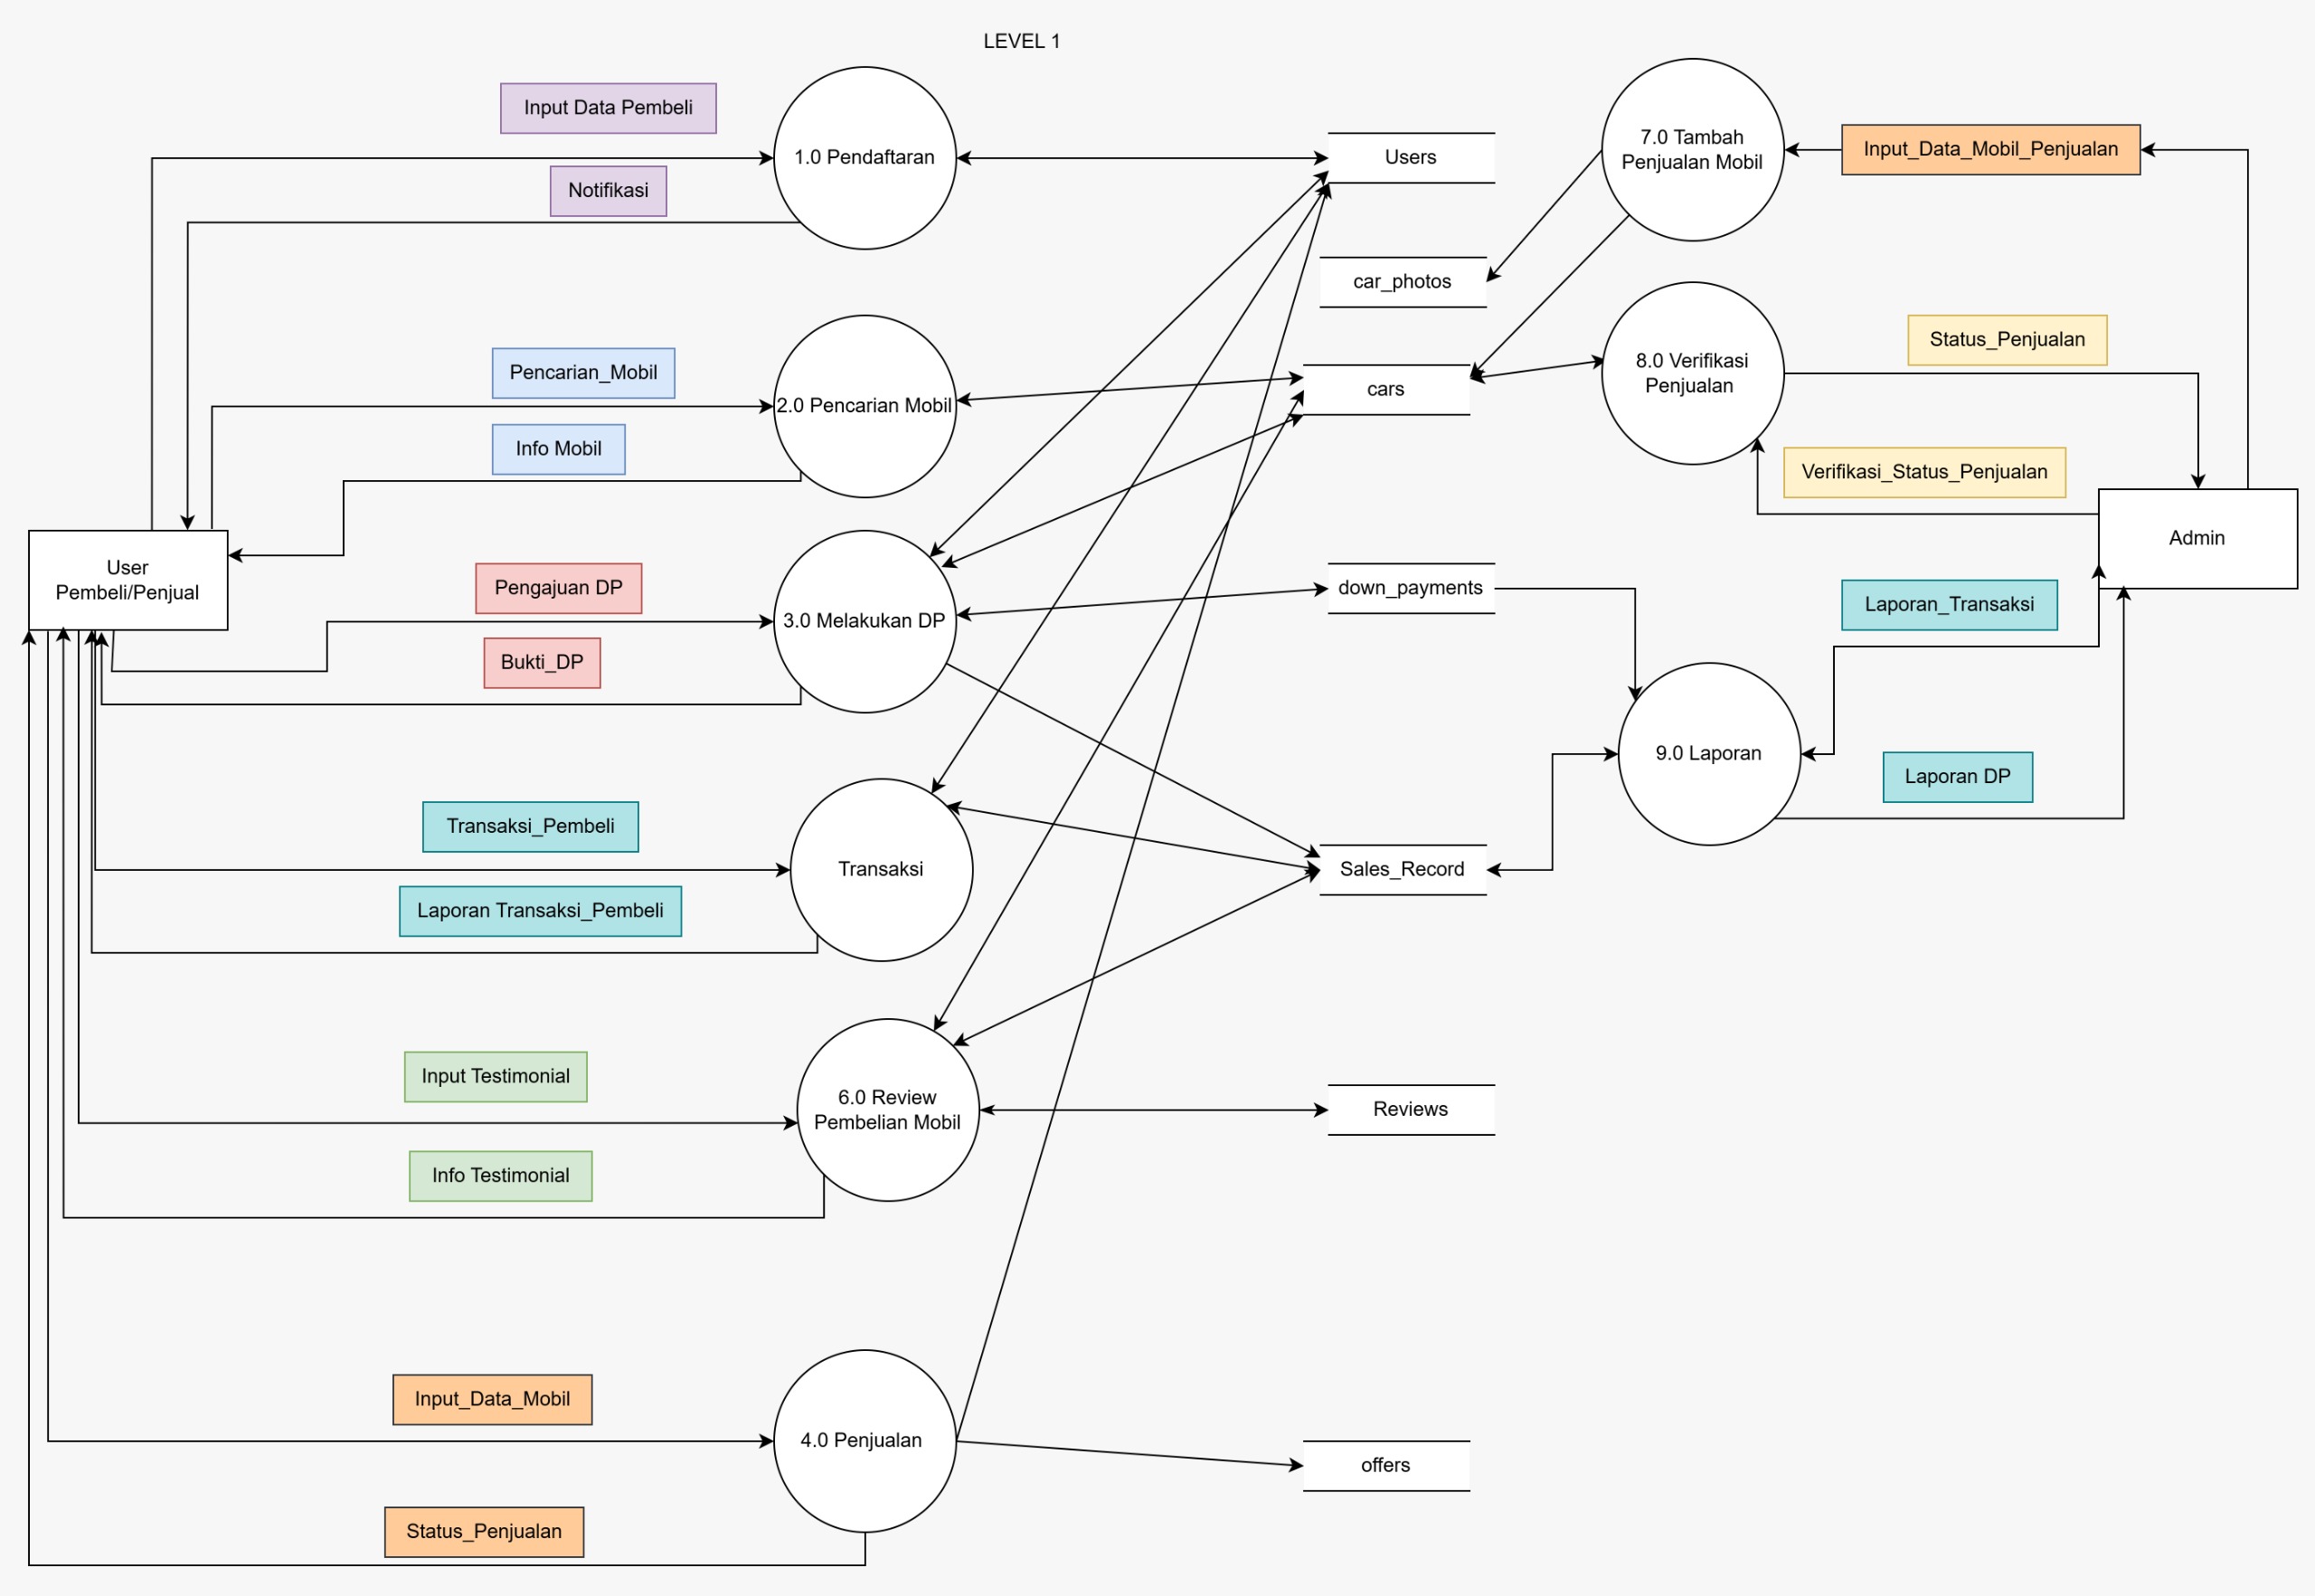 LEVEL 1
Input Data Pembeli
1.0 Pendaftaran
Notifikasi
Users
7.0 Tambah
Penjualan Mobil
Input_Data_Mobil_Penjualan
car_photos
Pencarian_Mobil
2.0 Pencarian Mobil
Info Mobil
cars
8.0 Verifikasi
Penjualan
Status_Penjualan
Verifikasi_Status_Penjualan
Admin
User
Pembeli/Penjual
Pengajuan DP
3.0 Melakukan DP
Bukti_DP
down_payments
Laporan_Transaksi
9.0 Laporan
Laporan DP
Transaksi_Pembeli
Transaksi
Laporan Transaksi_Pembeli
Sales_Record
Input Testimonial
6.0 Review
Pembelian Mobil
Info Testimonial
Reviews
Input_Data_Mobil
4.0 Penjualan
Status_Penjualan
offers